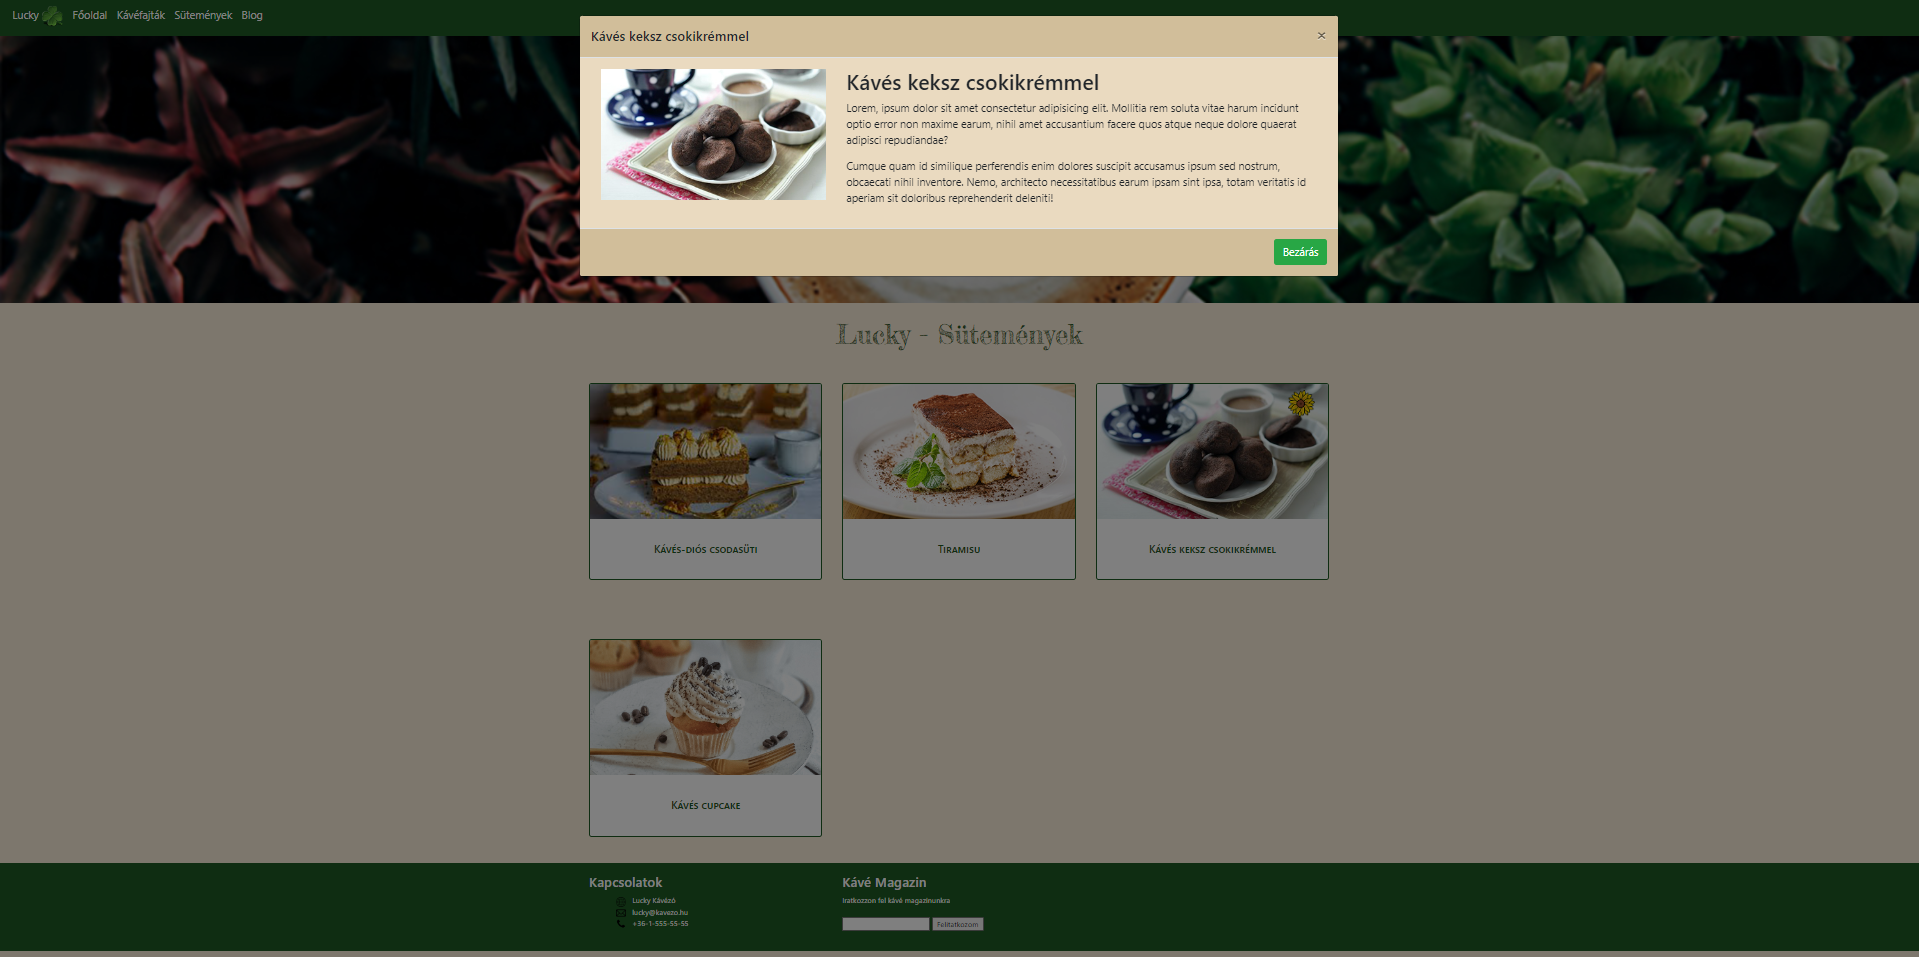 Lucky Főoldal Kávéfajták Sütemények Blog
Kávés keksz csokikrémmel ×
Kávés keksz csokikrémmel
Lorem, ipsum dolor sit amet consectetur adipisicing elit. Mollitia rem soluta vitae harum incidunt
optio error non maxime earum, nihil amet accusantium facere quos atque neque dolore quaerat
adipisci repudiandae?
Cumque quam id similique perferendis enim dolores suscipit accusamus ipsum sed nostrum,
obcaecati nihil inventore. Nemo, architecto necessitatibus earum ipsam sint ipsa, totam veritatis id
aperiam sit doloribus reprehenderit deleniti!
Bezárás
Lucky - Sütemények
Kávés-diós csodasüti
Tiramisu
Kávés keksz csokikrémmel
Kávés cupcake
Kapcsolatok
Lucky Kávézó
lucky@kavezo.hu
+36-1-555-55-55
Kávé Magazin
Iratkozzon fel kávé magazinunkra
Felitatkozom